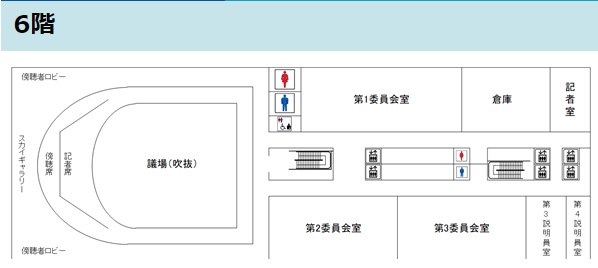 6階
傍聴者ロビー
第1委員会室
倉庫
記者室
スカイギャラリー
傍聴席
記者席
議場(吹抜)
第2委員会室
第3委員会室
第3説明員室
第4説明員室
傍聴者ロビー